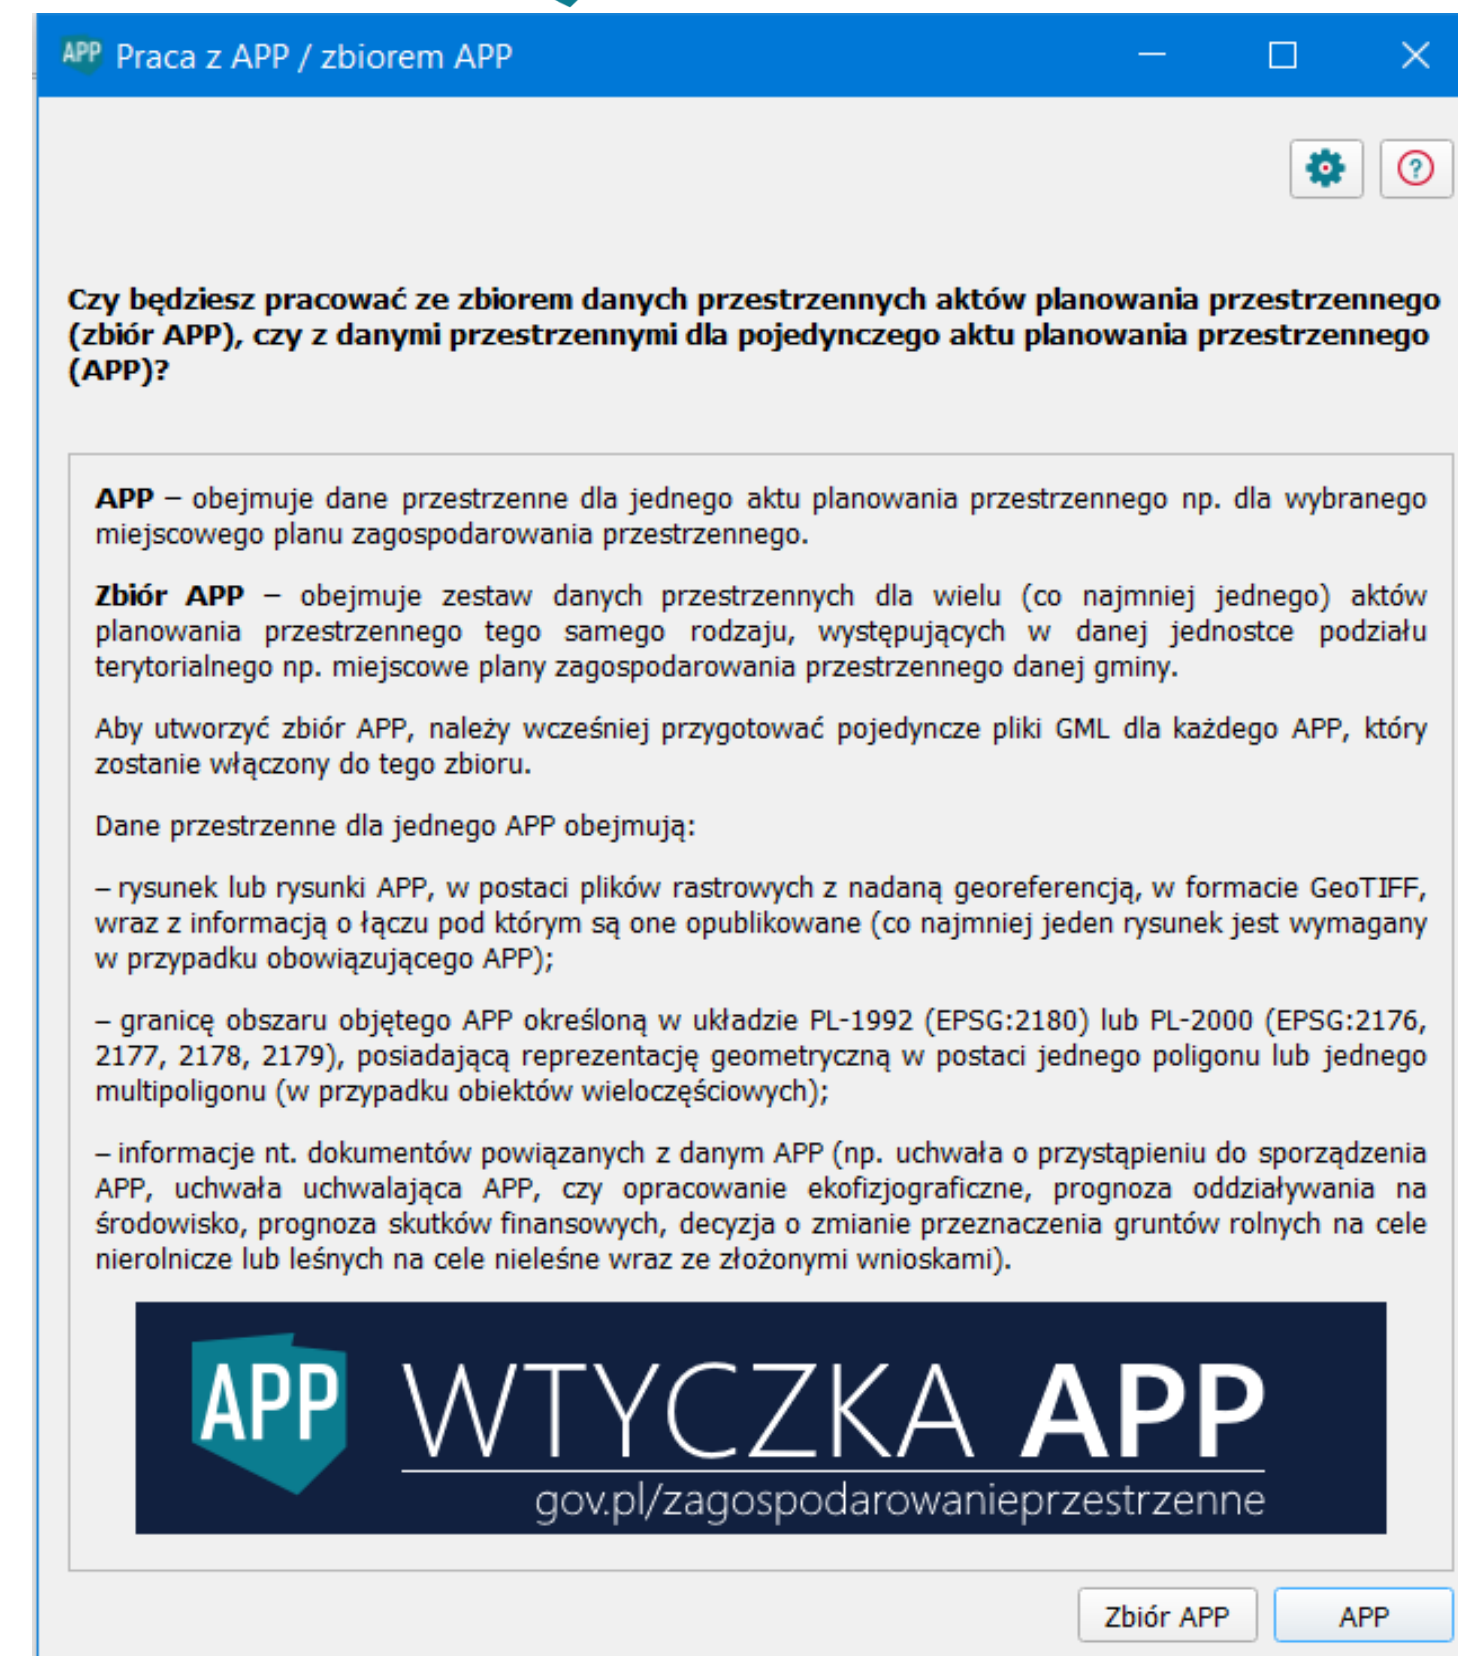 APP Praca z APP / zbiorem APP
?
Czy będziesz pracować ze zbiorem danych przestrzennych aktów planowania przestrzennego
(zbiór APP), czy z danymi przestrzennymi dla pojedynczego aktu planowania przestrzennego
(APP)?
APP – obejmuje dane przestrzenne dla jednego aktu planowania przestrzennego np. dla wybranego
miejscowego planu zagospodarowania przestrzennego.
Zbiór APP – obejmuje zestaw danych przestrzennych dla wielu (co najmniej jednego) aktów
planowania przestrzennego tego samego rodzaju, występujących w danej jednostce podziału
terytorialnego np. miejscowe plany zagospodarowania przestrzennego danej gminy.
Aby utworzyć zbiór APP, należy wcześniej przygotować pojedyncze pliki GML dla każdego APP, który
zostanie włączony do tego zbioru.
Dane przestrzenne dla jednego APP obejmują:
– rysunek lub rysunki APP, w postaci plików rastrowych z nadaną georeferencją, w formacie GeoTIFF,
wraz z informacją o łączu pod którym są one opublikowane (co najmniej jeden rysunek jest wymagany
w przypadku obowiązującego APP);
– granicę obszaru objętego APP określoną w układzie PL-1992 (EPSG:2180) lub PL-2000 (EPSG:2176,
2177, 2178, 2179), posiadającą reprezentację geometryczną w postaci jednego poligonu lub jednego
multipoligonu (w przypadku obiektów wieloczęściowych);
– informacje nt. dokumentów powiązanych z danym APP (np. uchwała o przystąpieniu do sporządzenia
APP, uchwała uchwalająca APP, czy opracowanie ekofizjograficzne, prognoza oddziaływania na
środowisko, prognoza skutków finansowych, decyzja o zmianie przeznaczenia gruntów rolnych na cele
nierolnicze lub leśnych na cele nieleśne wraz ze złożonymi wnioskami).
APP WTYCZKA APP
gov.pl/zagospodarowanieprzestrzenne
Zbiór APP APP